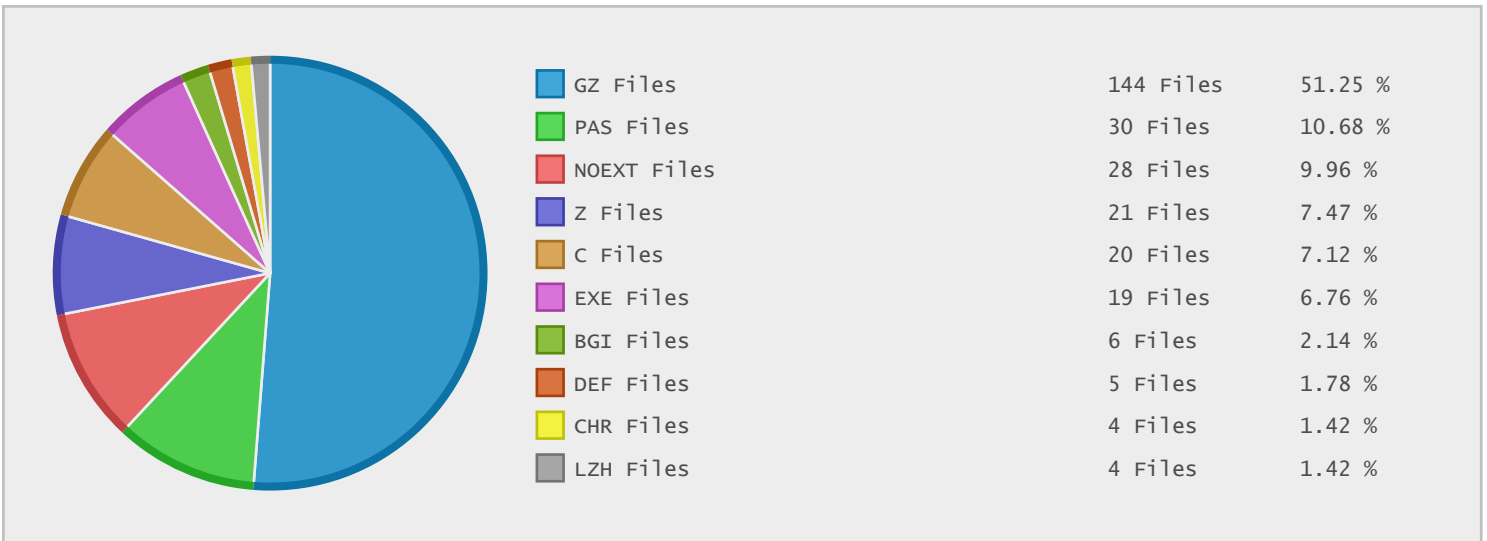 GZ Files 144 Files 51.25 %
PAS Files 30 Files 10.68 %
NOEXT Files 28 Files 9.96 %
Z Files 21 Files 7.47 %
C Files 20 Files 7.12 %
EXE Files 19 Files 6.76 %
BGI Files 6 Files 2.14 %
DEF Files 5 Files 1.78 %
CHR Files 4 Files 1.42 %
LZH Files 4 Files 1.42 %